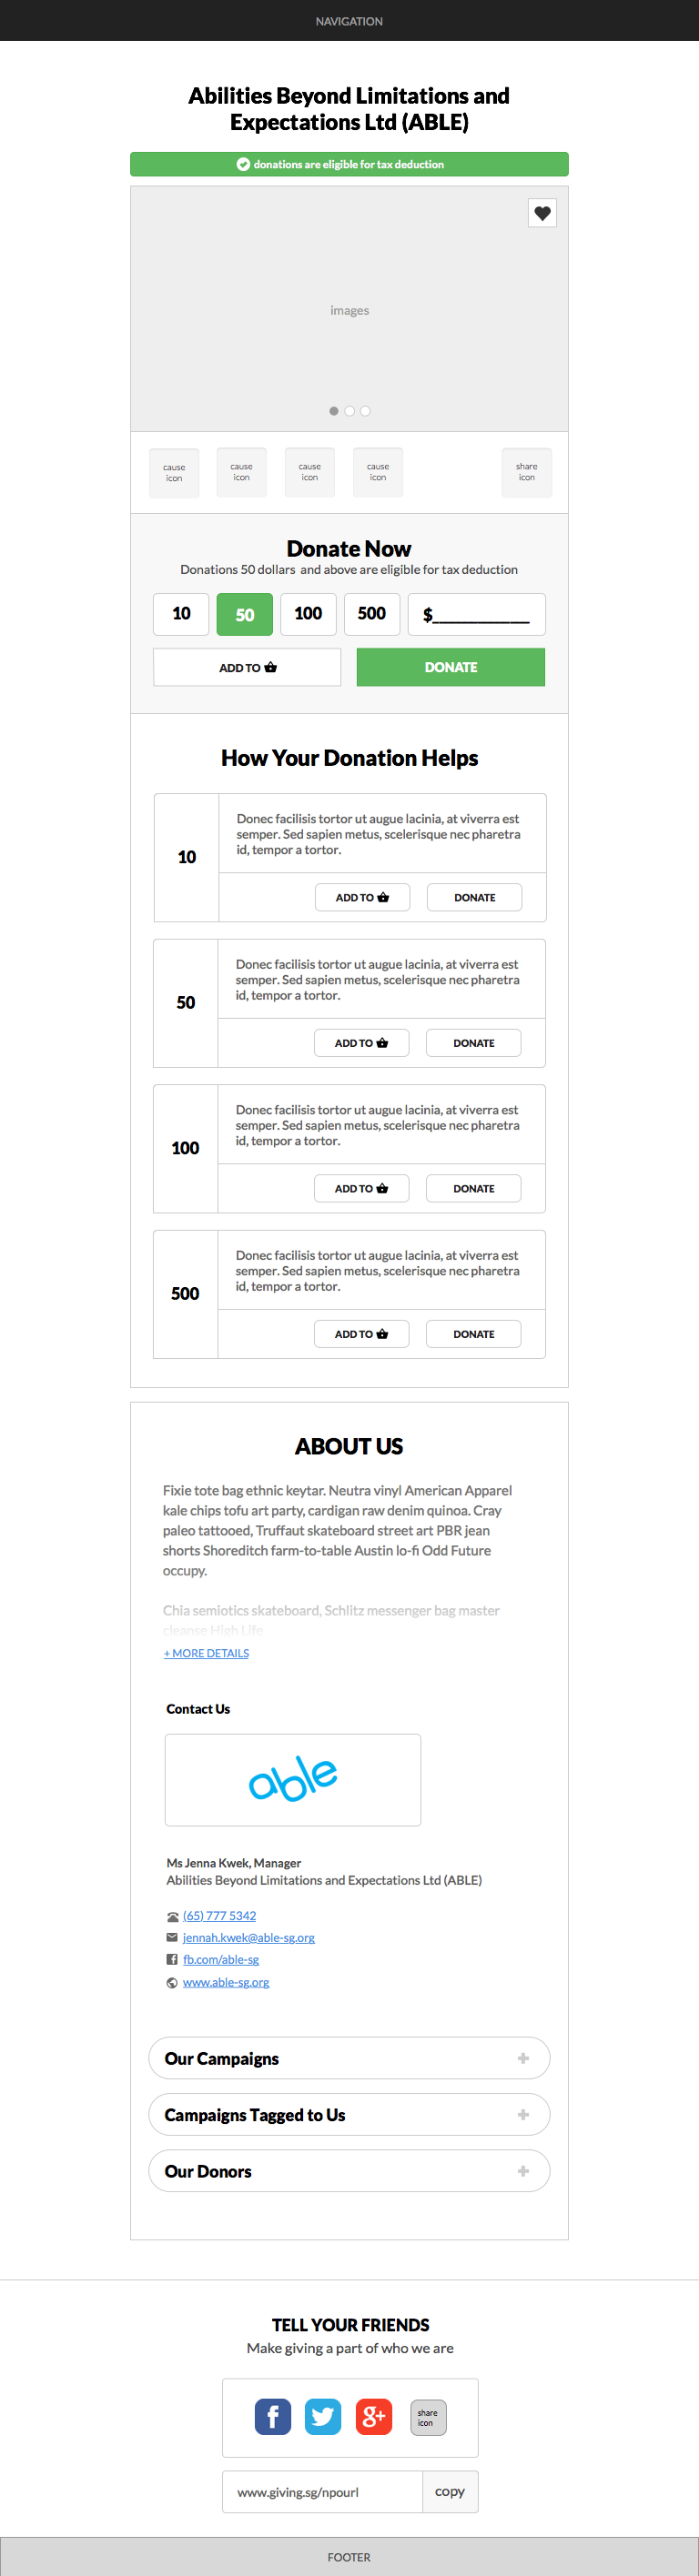 NAVIGATION
Abilities Beyond Limitations and
Expectations Ltd (ABLE)
donations are eligible for tax deduction
images
cause
icon
cause
icon
cause
icon
cause
icon
share
icon
Donate Now
Donations 50 dollars and above are eligible for tax deduction
10
50
100
500
$____________
ADD TO
DONATE
How Your Donation Helps
10
Donec facilisis tortor ut augue lacinia, at viverra est
semper. Sed sapien metus, scelerisque nec pharetra
id, tempor a tortor.
ADD TO
DONATE
50
Donec facilisis tortor ut augue lacinia, at viverra est
semper. Sed sapien metus, scelerisque nec pharetra
id, tempor a tortor.
ADD TO
DONATE
100
Donec facilisis tortor ut augue lacinia, at viverra est
semper. Sed sapien metus, scelerisque nec pharetra
id, tempor a tortor.
ADD TO
DONATE
500
Donec facilisis tortor ut augue lacinia, at viverra est
semper. Sed sapien metus, scelerisque nec pharetra
id, tempor a tortor.
ADD TO
DONATE
ABOUT US
Fixie tote bag ethnic keytar. Neutra vinyl American Apparel
kale chips tofu art party, cardigan raw denim quinoa. Cray
paleo tattooed, Truffaut skateboard street art PBR jean
shorts Shoreditch farm-to-table Austin lo-fi Odd Future
occupy.
Chia semiotics skateboard, Schlitz messenger bag master
cleanse High Life
+ MORE DETAILS
Contact Us
able
Ms Jenna Kwek, Manager
Abilities Beyond Limitations and Expectations Ltd (ABLE)
(65) 777 5342
jennah.kwek@able-sg.org
fb.com/able-sg
www.able-sg.org
Our Campaigns
Campaigns Tagged to Us
Our Donors
TELL YOUR FRIENDS
Make giving a part of who we are
share
icon
www.giving.sg/npourl
copy
FOOTER